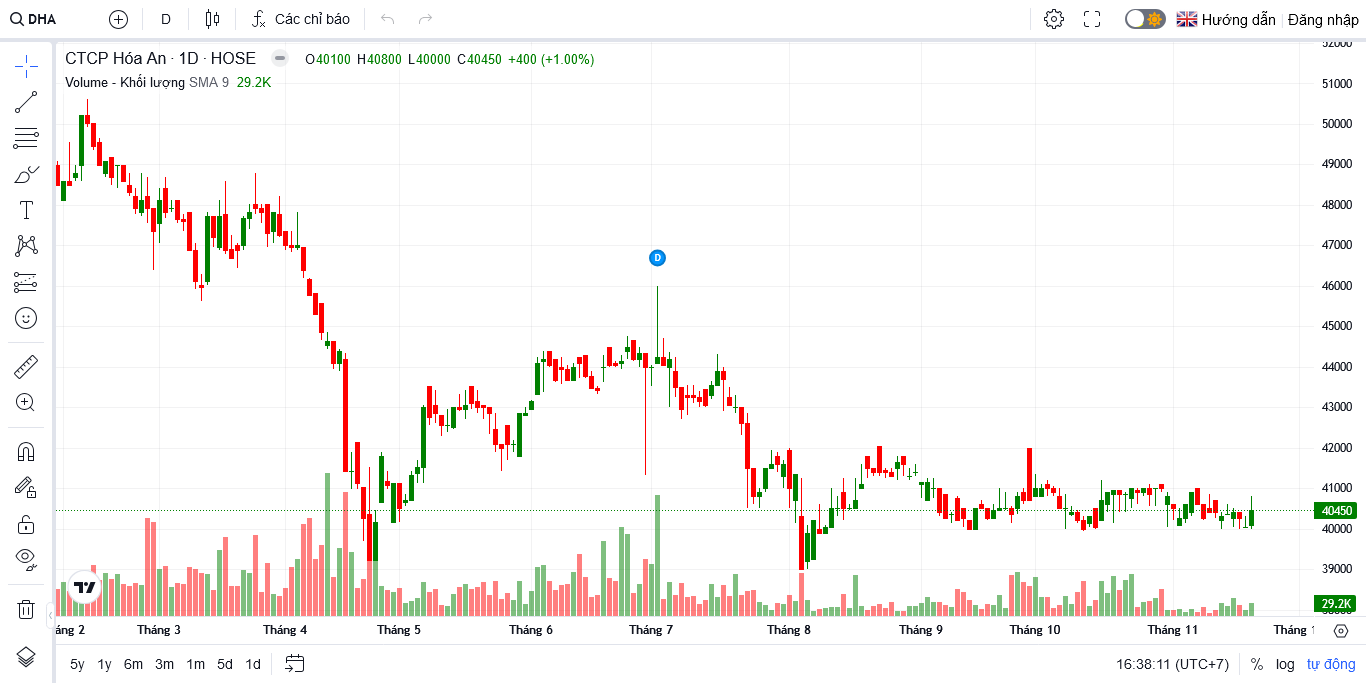 DHA D Các chỉ báo Hướng dẫn Đăng nhập
CTCP Hóa An · 1D · HOSE O40100 H40800 L40000 C40450 +400 (+1.00%)
Volume - Khối lượng SMA 9 29.2K
52000
51000
50000
49000
48000
47000
46000
45000
44000
43000
42000
41000
40450
40000
39000
29.2K
D
áng 2 Tháng 3 Tháng 4 Tháng 5 Tháng 6 Tháng 7 Tháng 8 Tháng 9 Tháng 10 Tháng 11 Tháng 1
5y 1y 6m 3m 1m 5d 1d 16:38:11 (UTC+7) % log tự động